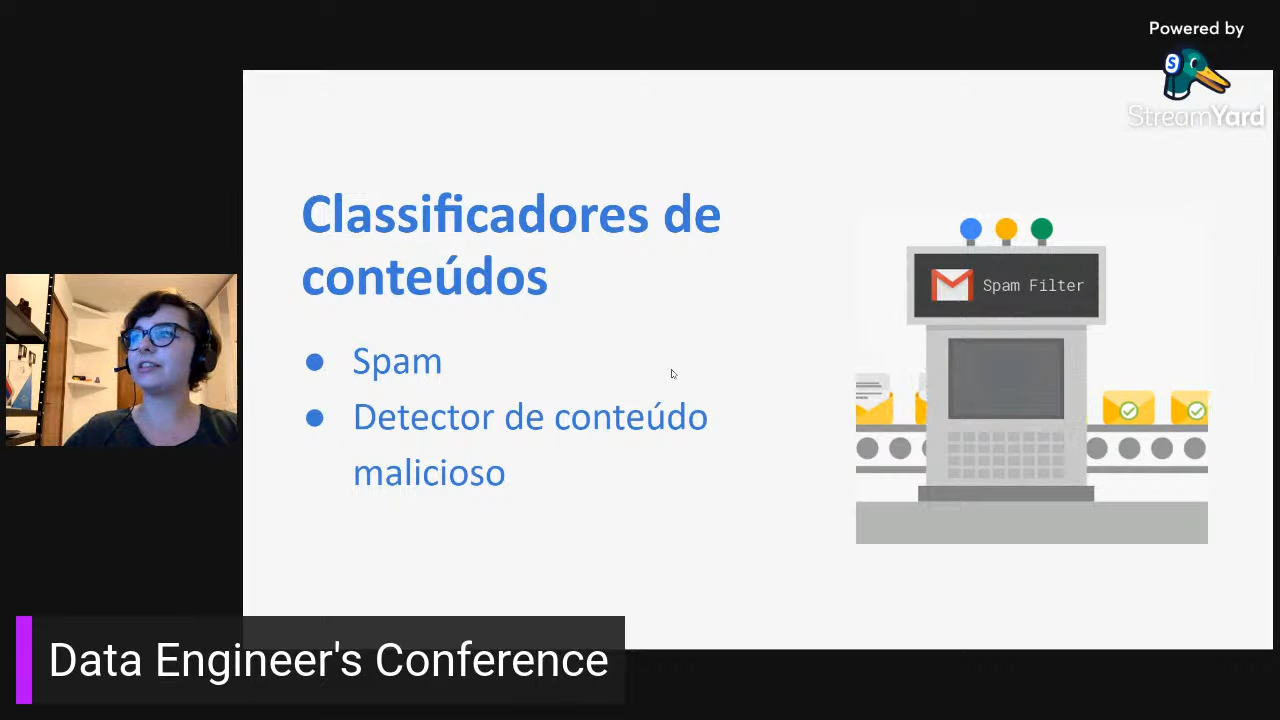 Powered by
S
StreamYard
Classificadores de
conteúdos
Spam Filter
● Spam
● Detector de conteúdo
malicioso
Data Engineer's Conference